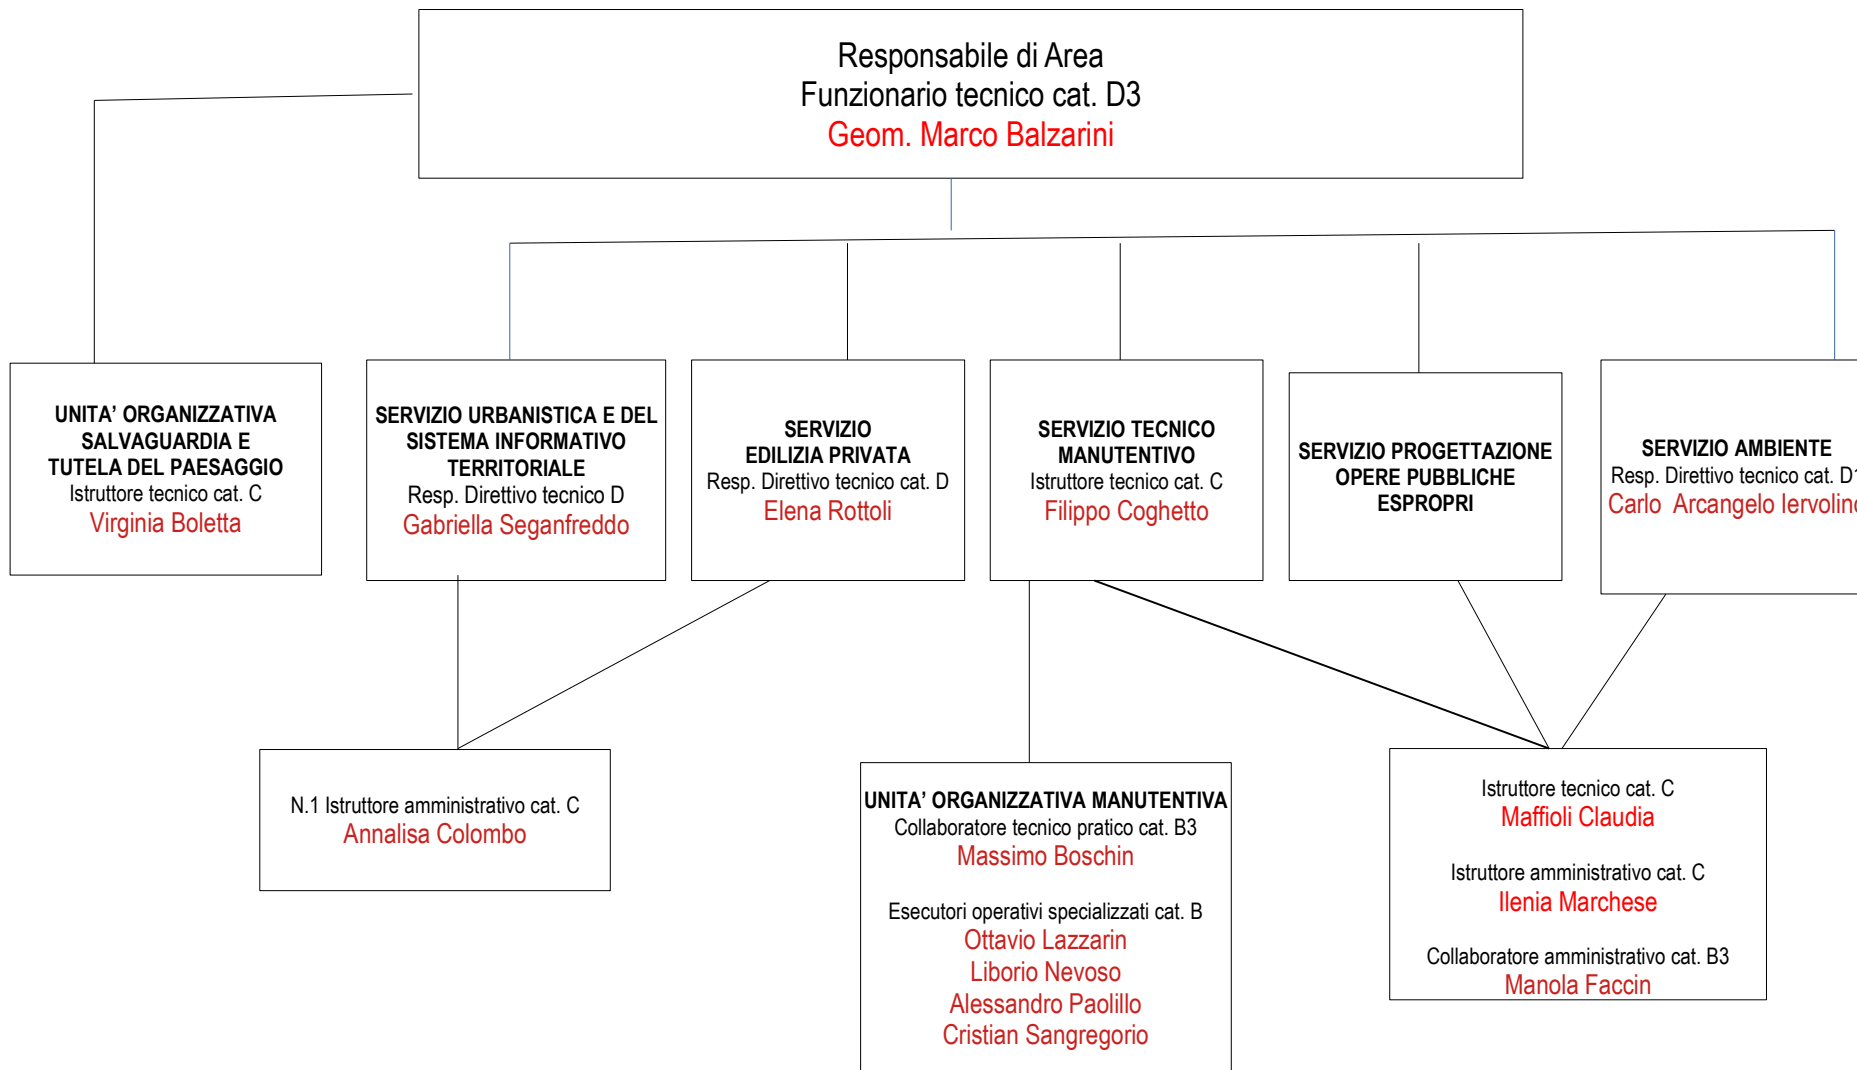 Responsabile di Area
Funzionario tecnico cat. D3
Geom. Marco Balzarini
UNITA’ ORGANIZZATIVA
SALVAGUARDIA E
TUTELA DEL PAESAGGIO
Istruttore tecnico cat. C
Virginia Boletta
SERVIZIO URBANISTICA E DEL
SISTEMA INFORMATIVO
TERRITORIALE
Resp. Direttivo tecnico D
Gabriella Seganfreddo
SERVIZIO
EDILIZIA PRIVATA
Resp. Direttivo tecnico cat. D
Elena Rottoli
SERVIZIO TECNICO
MANUTENTIVO
Istruttore tecnico cat. C
Filippo Coghetto
SERVIZIO PROGETTAZIONE
OPERE PUBBLICHE
ESPROPRI
SERVIZIO AMBIENTE
Resp. Direttivo tecnico cat. D1
Carlo Arcangelo Iervolino
N.1 Istruttore amministrativo cat. C
Annalisa Colombo
UNITA’ ORGANIZZATIVA MANUTENTIVA
Collaboratore tecnico pratico cat. B3
Massimo Boschin
Esecutori operativi specializzati cat. B
Ottavio Lazzarin
Liborio Nevoso
Alessandro Paolillo
Cristian Sangregorio
Istruttore tecnico cat. C
Maffioli Claudia
Istruttore amministrativo cat. C
Ilenia Marchese
Collaboratore amministrativo cat. B3
Manola Faccin